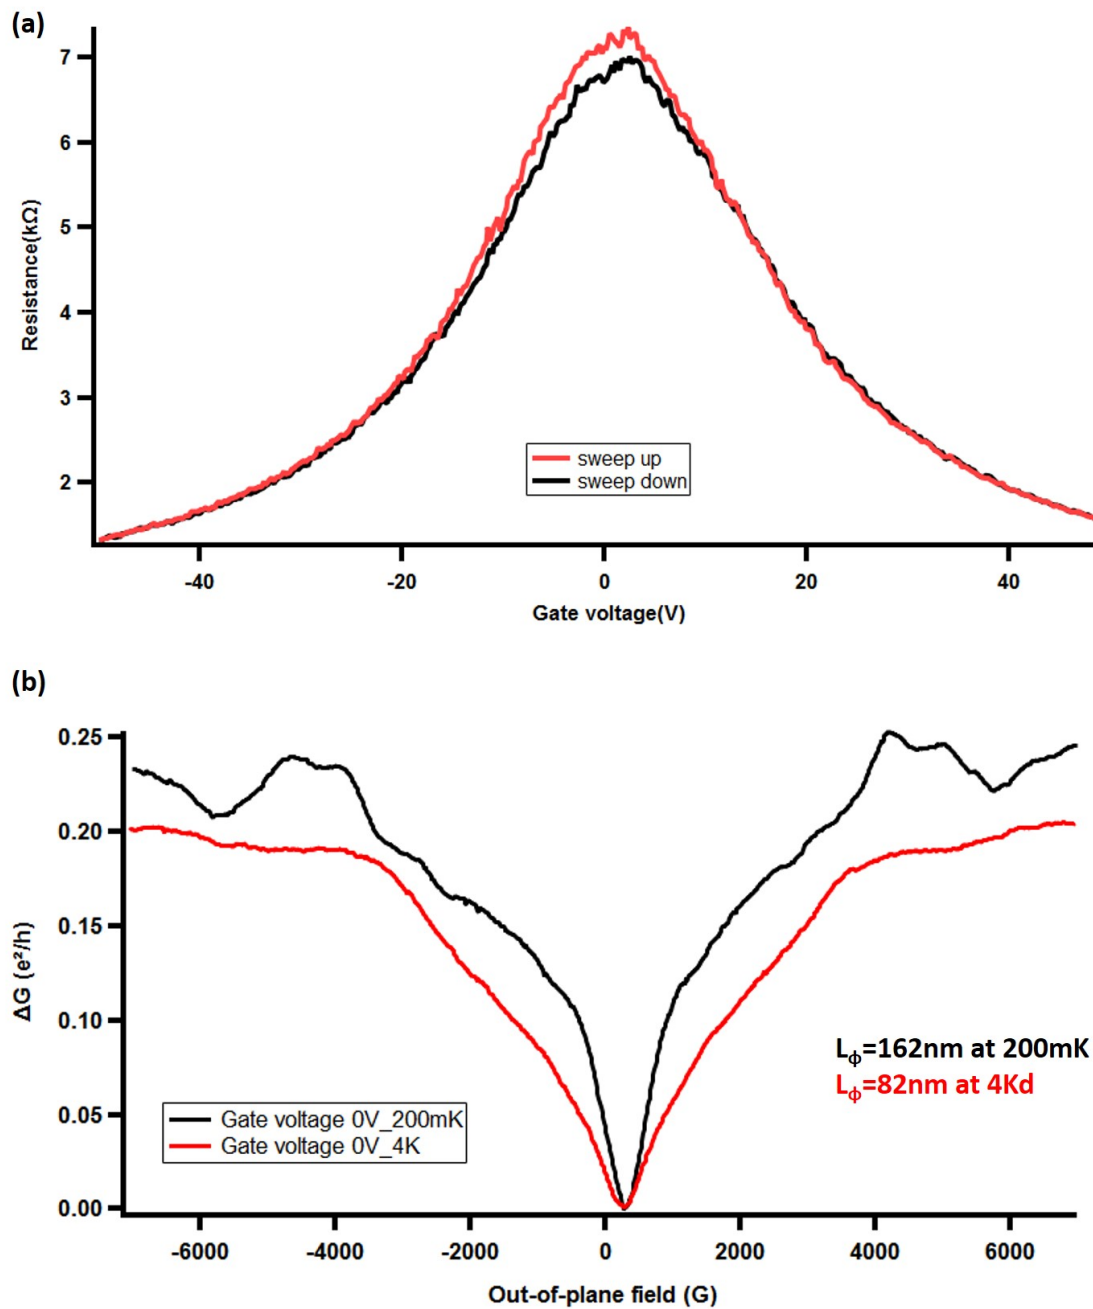 (a)
7
6
5
4
3
2
Resistance(kΩ)
sweep up
sweep down
-40 -20 0 20 40
Gate voltage(V)
(b)
0.25
0.20
0.15
0.10
0.05
0.00
ΔG (e²/h)
Lϕ=162nm at 200mK
Lϕ=82nm at 4Kd
Gate voltage 0V_200mK
Gate voltage 0V_4K
-6000 -4000 -2000 0 2000 4000 6000
Out-of-plane field (G)